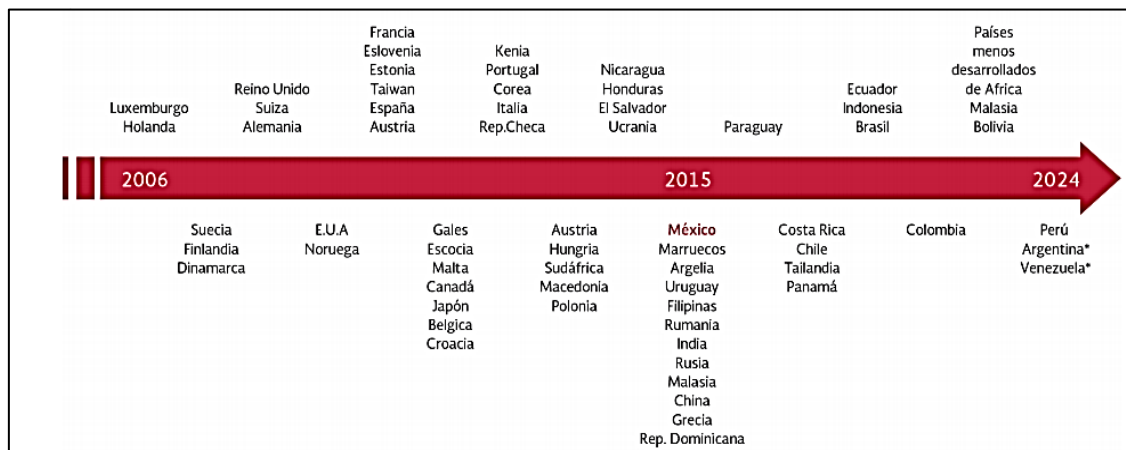 Luxemburgo
Holanda
Reino Unido
Suiza
Alemania
Francia
Eslovenia
Estonia
Taiwan
España
Austria
Kenia
Portugal
Corea
Italia
Rep.Checa
Nicaragua
Honduras
El Salvador
Ucrania
Paraguay
Ecuador
Indonesia
Brasil
Países
menos
desarrollados
de Africa
Malasia
Bolivia
2006
2015
2024
Suecia
Finlandia
Dinamarca
E.U.A
Noruega
Gales
Escocia
Malta
Canadá
Japón
Belgica
Croacia
Austria
Hungria
Sudáfrica
Macedonia
Polonia
México
Marruecos
Argelia
Uruguay
Filipinas
Rumanía
India
Rusia
Malasia
China
Grecia
Rep. Dominicana
Costa Rica
Chile
Tailandia
Panamá
Colombia
Perú
Argentina*
Venezuela*